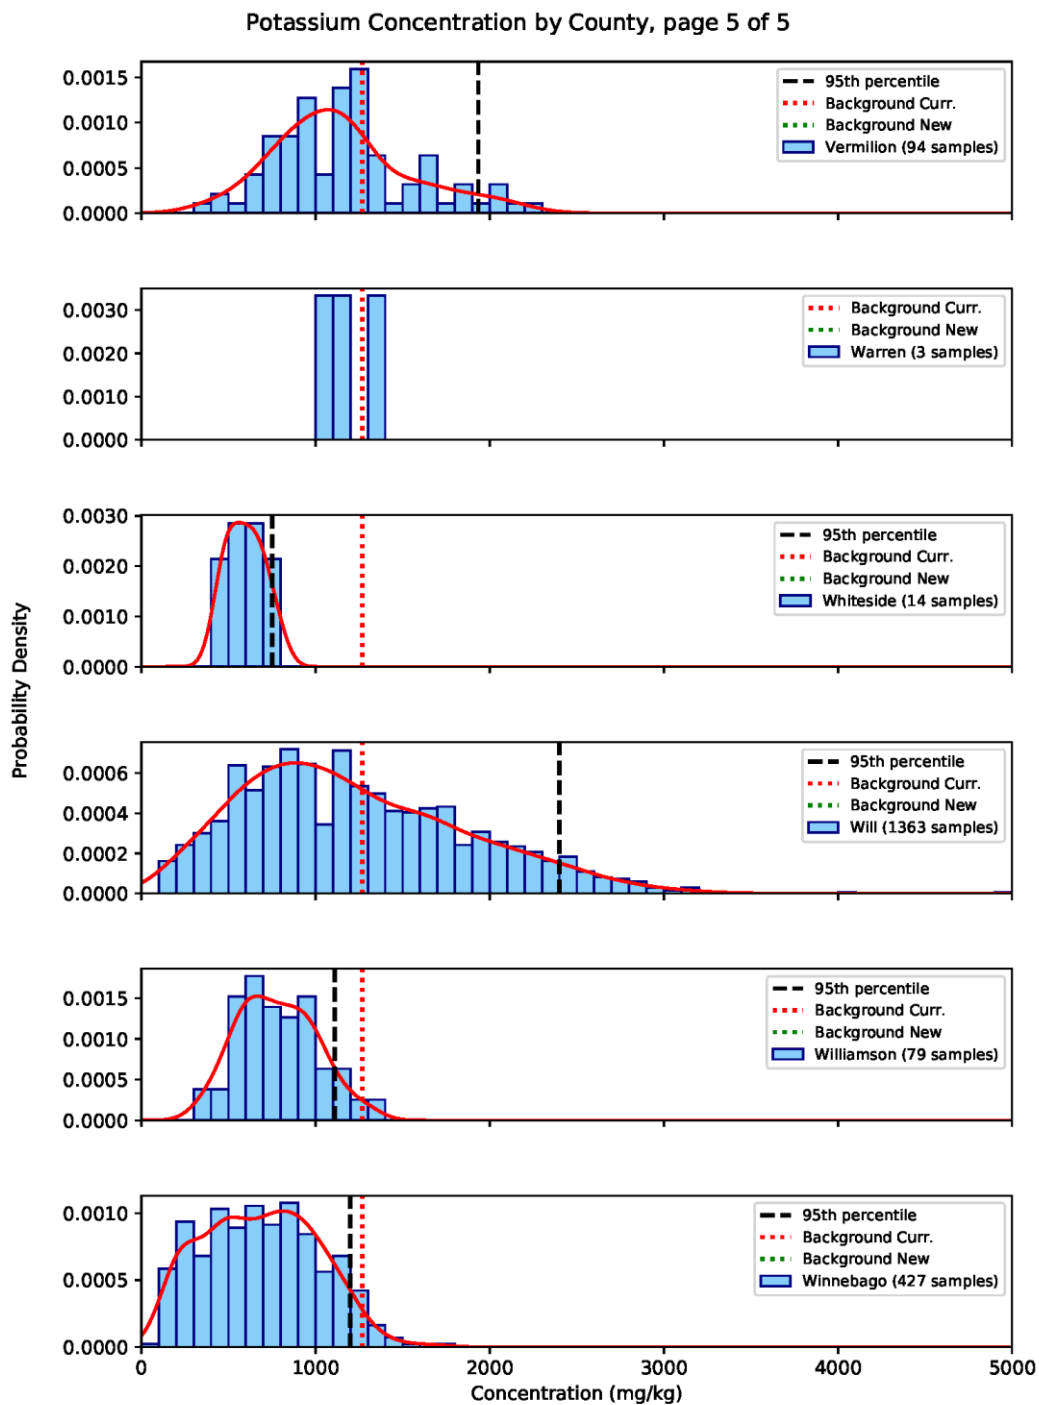 Potassium Concentration by County, page 5 of 5
0.0015
0.0010
0.0005
0.0000
95th percentile
Background Curr.
Background New
Vermilion (94 samples)
0.0030
0.0020
0.0010
0.0000
Background Curr.
Background New
Warren (3 samples)
0.0030
0.0020
0.0010
0.0000
95th percentile
Background Curr.
Background New
Whiteside (14 samples)
Probability Density
0.0006
0.0004
0.0002
0.0000
95th percentile
Background Curr.
Background New
Will (1363 samples)
0.0015
0.0010
0.0005
0.0000
95th percentile
Background Curr.
Background New
Williamson (79 samples)
0.0010
0.0005
0.0000
95th percentile
Background Curr.
Background New
Winnebago (427 samples)
0 1000 2000 3000 4000 5000
Concentration (mg/kg)